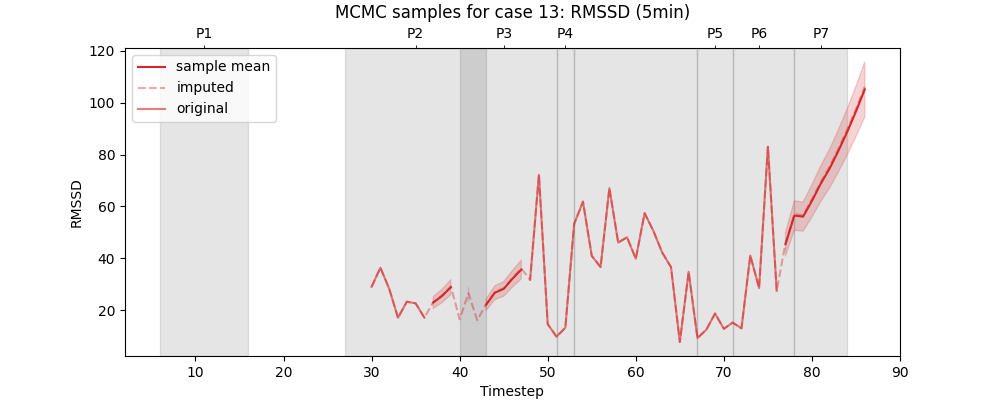 MCMC samples for case 13: RMSSD (5min)
P1 P2 P3 P4 P5 P6 P7
sample mean
imputed
original
120
100
80
60
40
20
RMSSD
10 20 30 40 50 60 70 80 90
Timestep